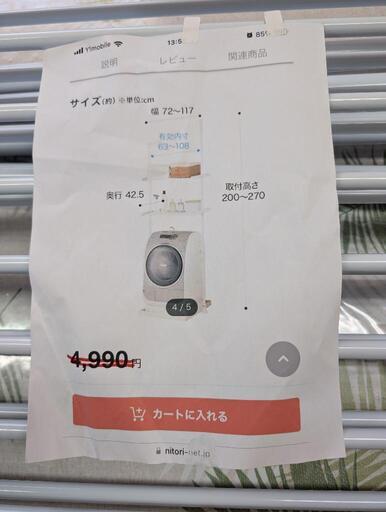 Y!mobile
13:5
85%
説明
レビュー
関連商品
サイズ(約) ※単位:cm
幅 72〜117
有効内寸
63〜108
奥行 42.5
取付高さ
200〜270
4 / 5
4,990円
カートに入れる
nitori-net.jp